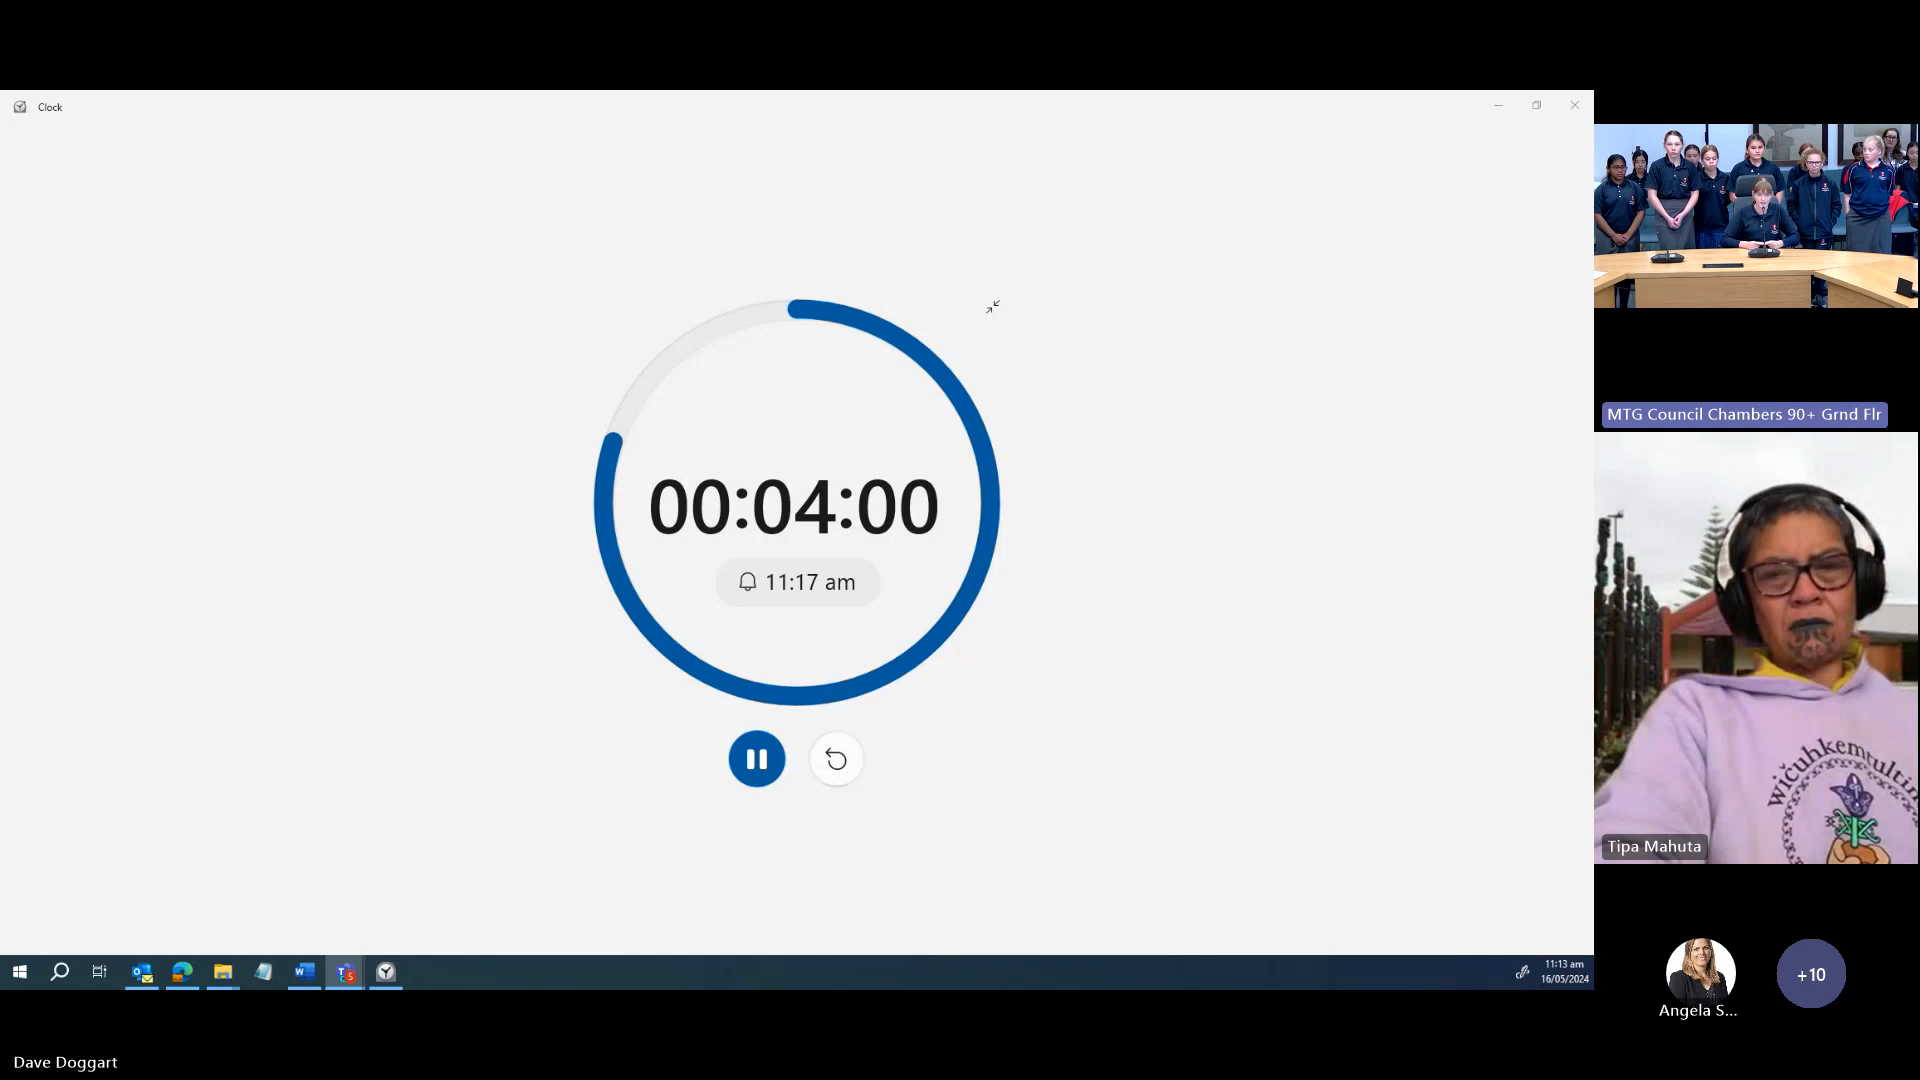 Clock
00:04:00
11:17 am
MTG Council Chambers 90+ Grnd Flr
Tipa Mahuta
Angela S...
+10
11:13 am
16/05/2024
Dave Doggart